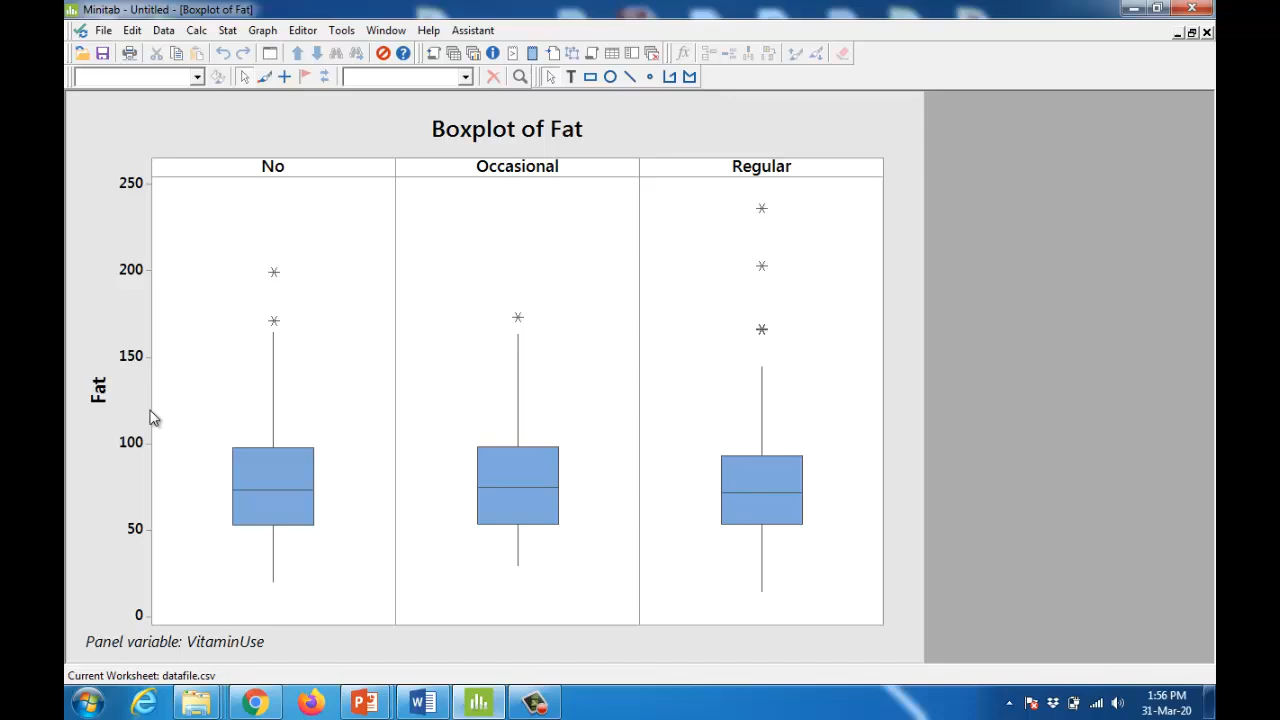 Minitab - Untitled - [Boxplot of Fat]
File Edit Data Calc Stat Graph Editor Tools Window Help Assistant
Boxplot of Fat
No Occasional Regular
250
200
150
100
50
0
Fat
Panel variable: VitaminUse
Current Worksheet: datafile.csv
1:56 PM
31-Mar-20